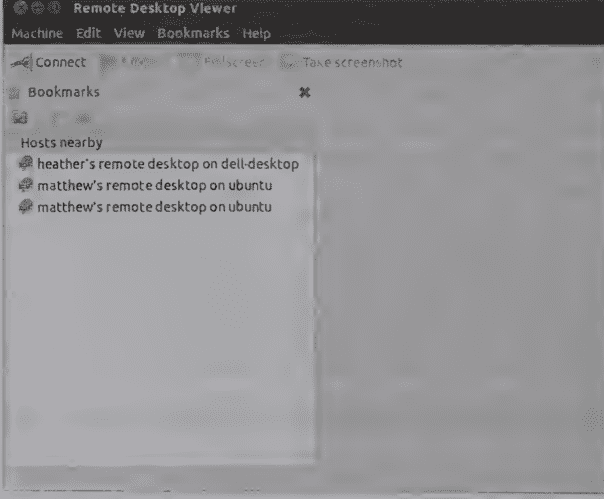 Remote Desktop Viewer
Machine Edit View Bookmarks Help
Connect Take screenshot
Bookmarks
Hosts nearby
heather's remote desktop on dell-desktop
matthew's remote desktop on ubuntu
matthew's remote desktop on ubuntu